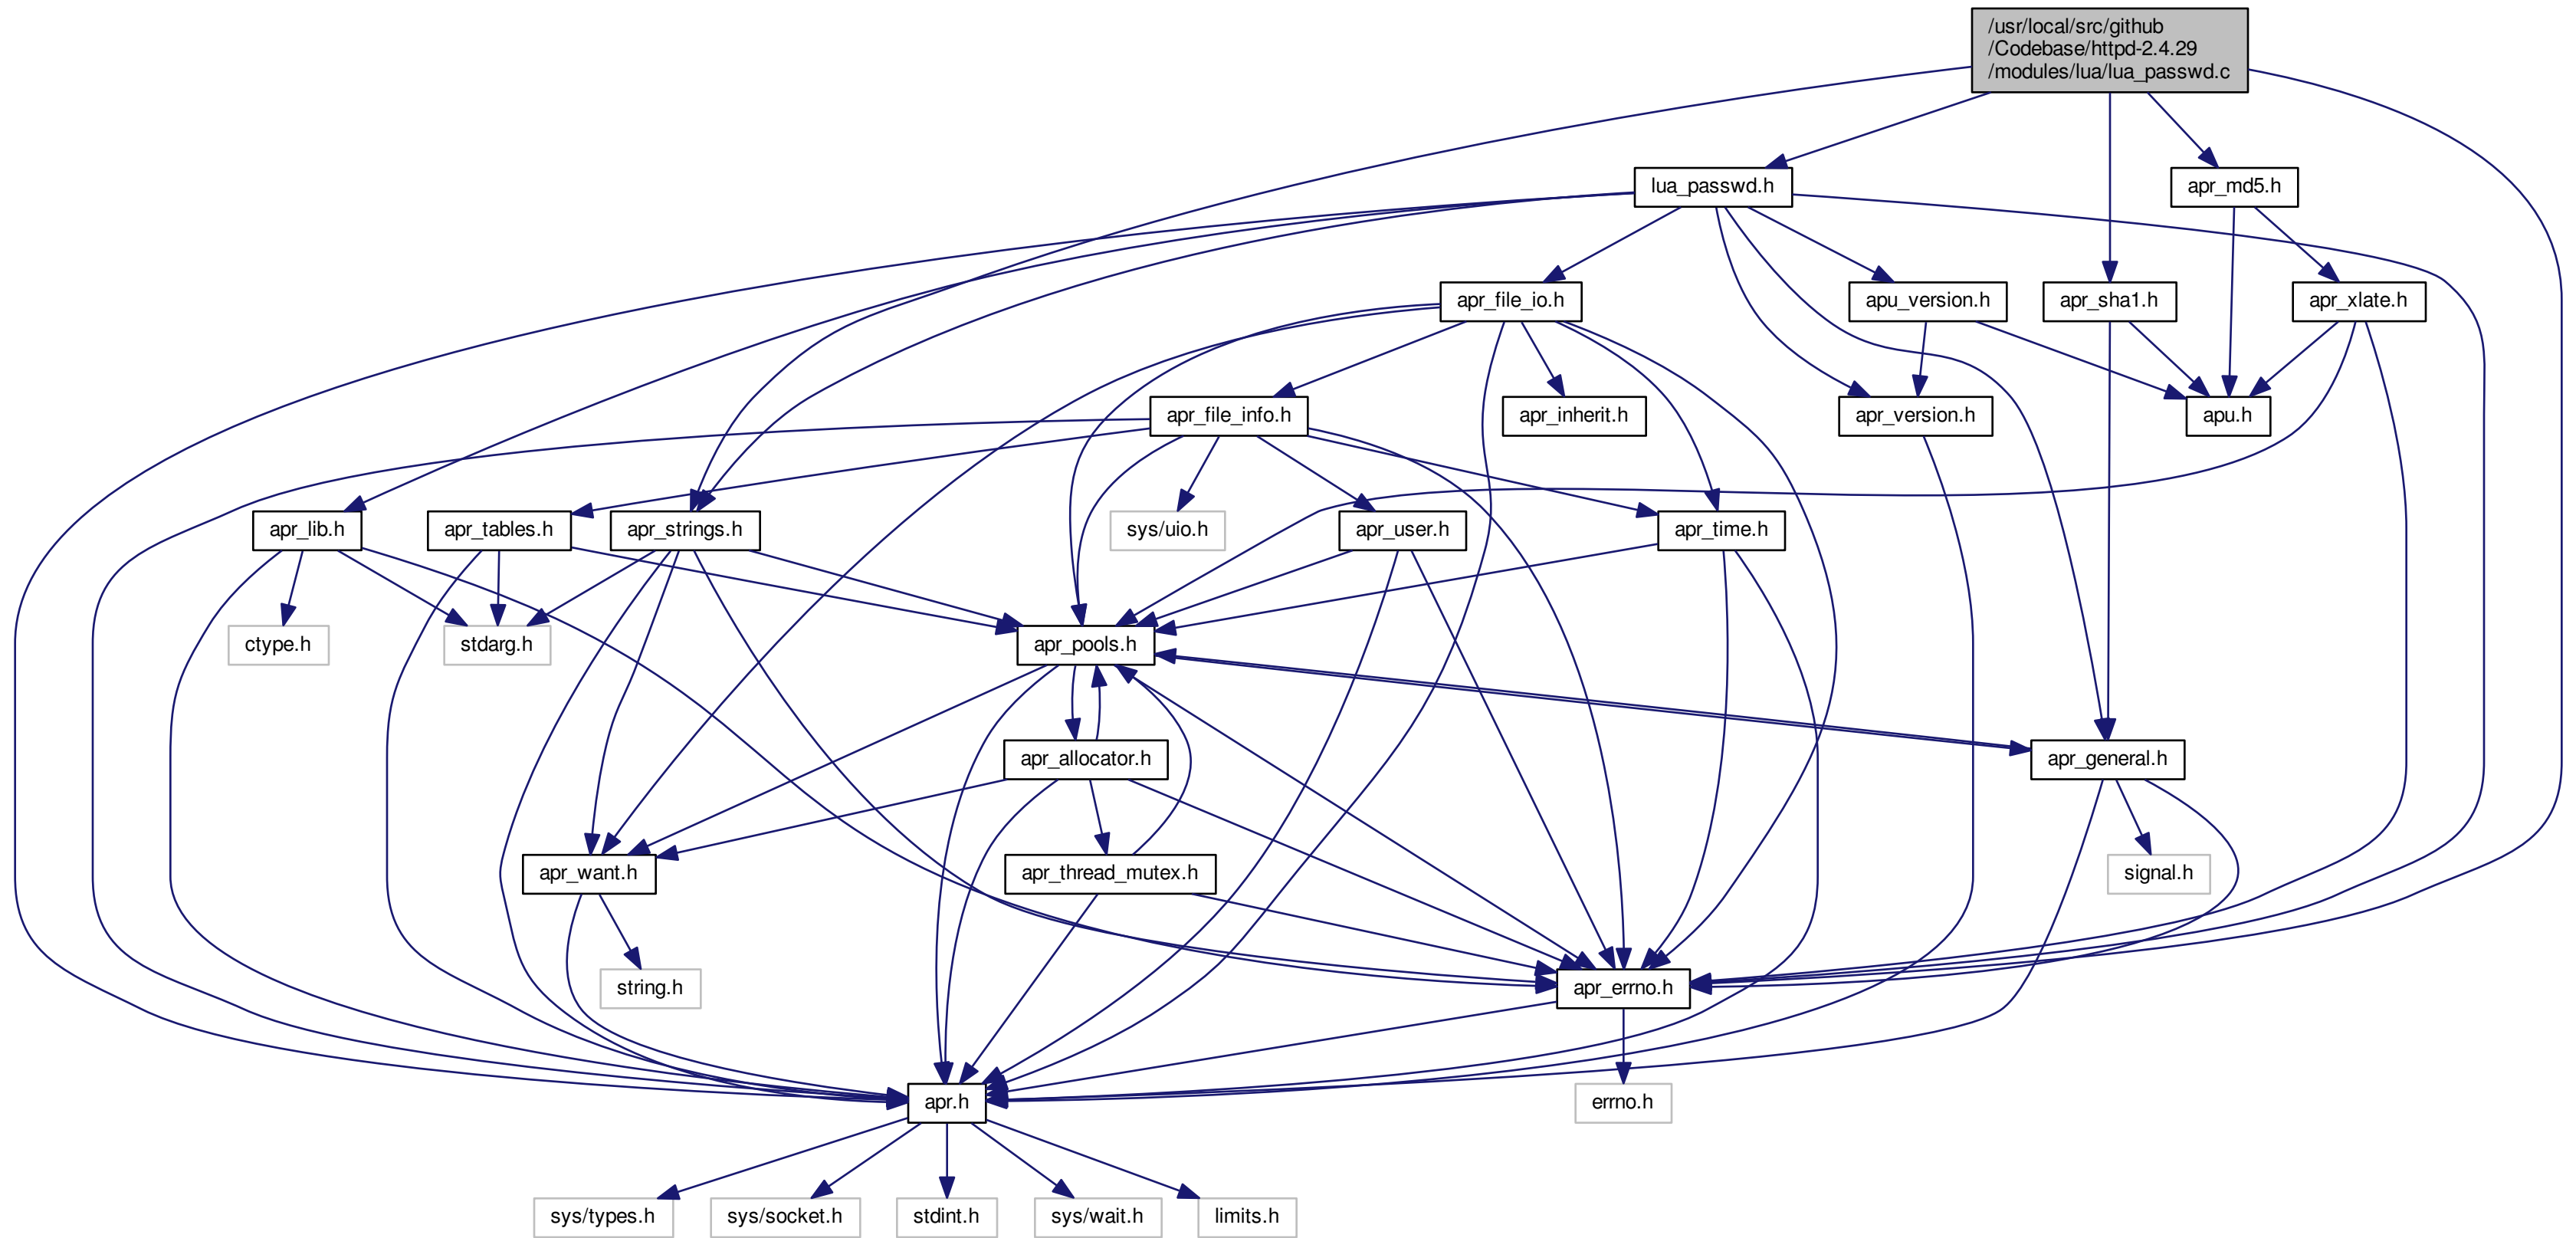 /usr/local/src/github
/Codebase/httpd-2.4.29
/modules/lua/lua_passwd.c
lua_passwd.h
apr_md5.h
apr_file_io.h
apu_version.h
apr_sha1.h
apr_xlate.h
apr_file_info.h
apr_inherit.h
apr_version.h
apu.h
apr_lib.h
apr_tables.h
apr_strings.h
sys/uio.h
apr_user.h
apr_time.h
ctype.h
stdarg.h
apr_pools.h
apr_allocator.h
apr_general.h
apr_want.h
apr_thread_mutex.h
signal.h
string.h
apr_errno.h
apr.h
errno.h
sys/types.h
sys/socket.h
stdint.h
sys/wait.h
limits.h